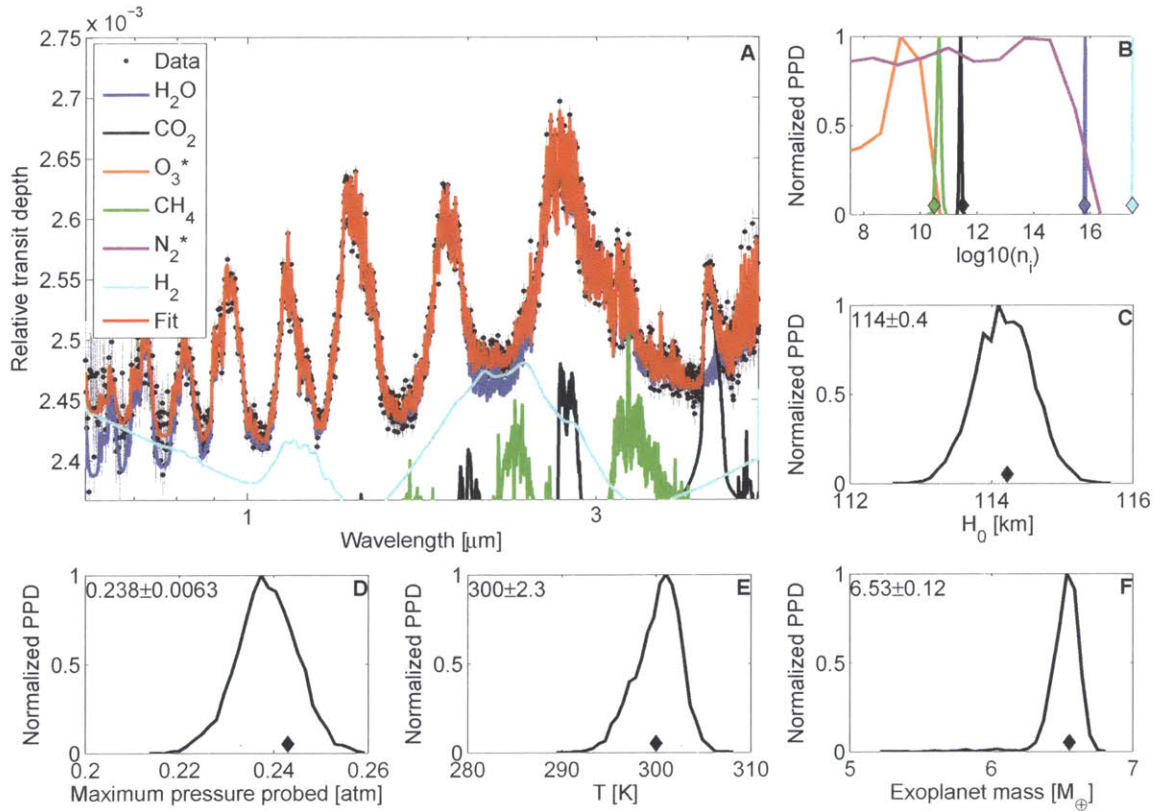 × 10⁻³
2.75
2.7
2.65
2.6
2.55
2.5
2.45
2.4
Relative transit depth
1
3
Wavelength [μm]
A
Data
H₂O
CO₂
O₃*
CH₄
N₂*
H₂
Fit
B
Normalized PPD
1
0.5
0
8
10
12
14
16
log10(nᵢ)
C
114±0.4
Normalized PPD
1
0.5
0
112
114
116
H₀ [km]
D
0.238±0.0063
Normalized PPD
1
0.5
0
0.2
0.22
0.24
0.26
Maximum pressure probed [atm]
E
300±2.3
Normalized PPD
1
0.5
0
280
290
300
310
T [K]
F
6.53±0.12
Normalized PPD
1
0.5
0
5
6
7
Exoplanet mass [M⊕]